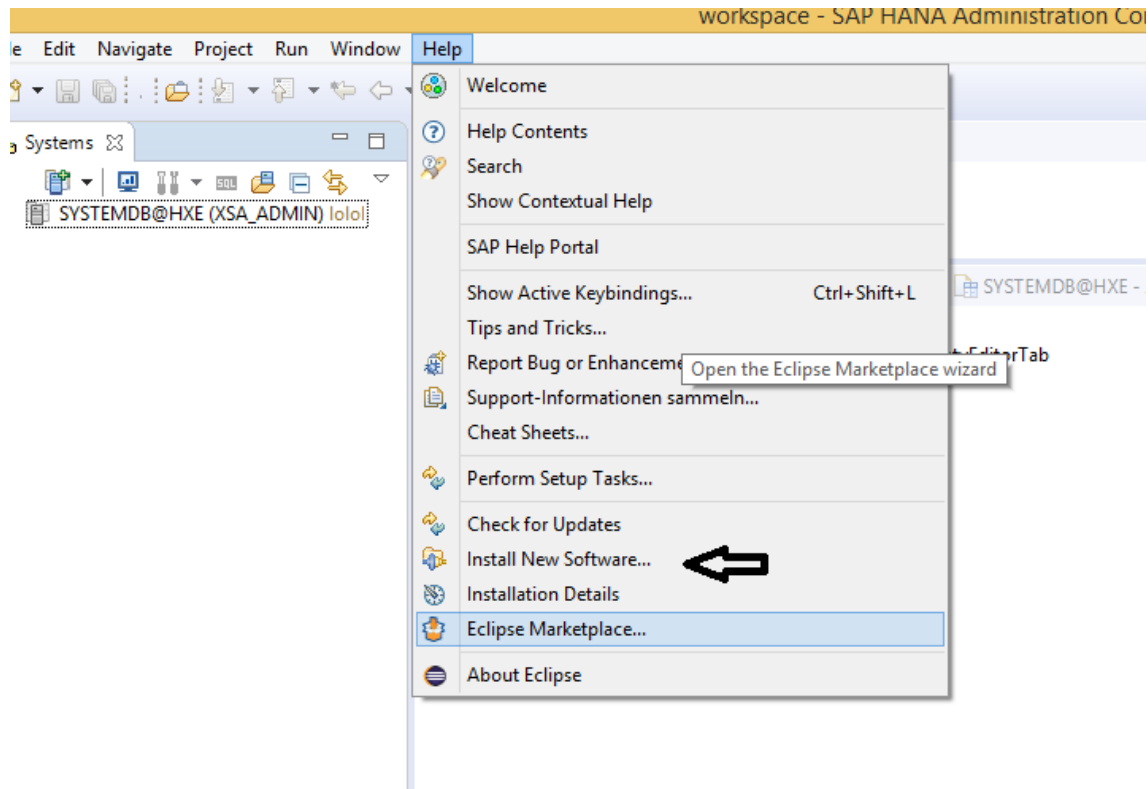 workspace - SAP HANA Administration Co
Edit Navigate Project Run Window Help
Systems
SQL
SYSTEMDB@HXE (XSA_ADMIN) lolol
Welcome
Help Contents
Search
Show Contextual Help
SAP Help Portal
Show Active Keybindings... Ctrl+Shift+L
Tips and Tricks...
Report Bug or Enhanceme
Open the Eclipse Marketplace wizard
Support-Informationen sammeln...
Cheat Sheets...
Perform Setup Tasks...
Check for Updates
Install New Software...
Installation Details
Eclipse Marketplace...
About Eclipse
SYSTEMDB@HXE -
EditorTab